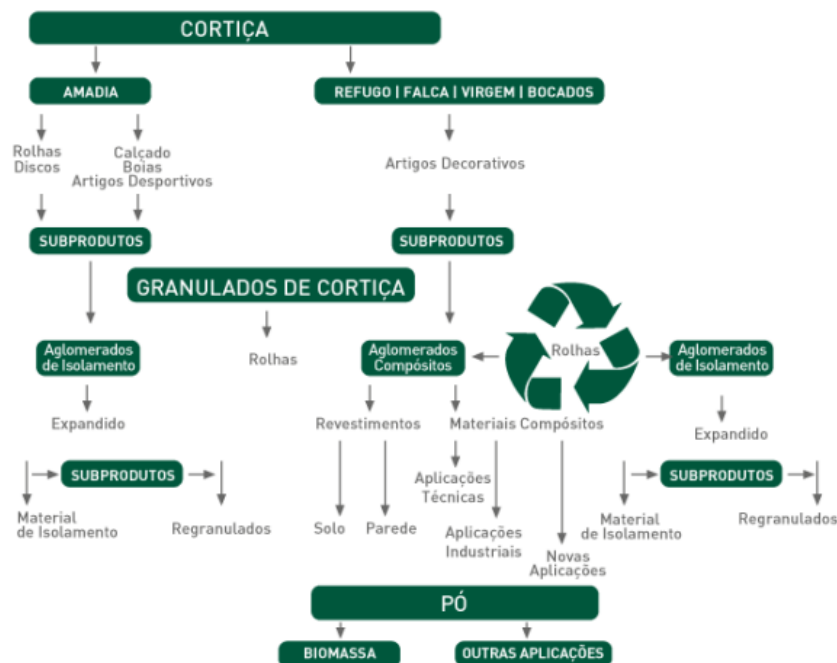 CORTIÇA
AMADIA
REFUGO | FALCA | VIRGEM | BOCADOS
Rolhas
Discos
Calçado
Boias
Artigos Desportivos
Artigos Decorativos
SUBPRODUTOS
SUBPRODUTOS
GRANULADOS DE CORTIÇA
Aglomerados
de Isolamento
Rolhas
Aglomerados
Compósitos
Rolhas
Aglomerados
de Isolamento
Expandido
Revestimentos
Materiais Compósitos
Expandido
SUBPRODUTOS
Material
de Isolamento
Regranulados
Solo
Parede
Aplicações
Técnicas
Aplicações
Industriais
Novas
Aplicações
SUBPRODUTOS
Material
de Isolamento
Regranulados
PÓ
BIOMASSA
OUTRAS APLICAÇÕES